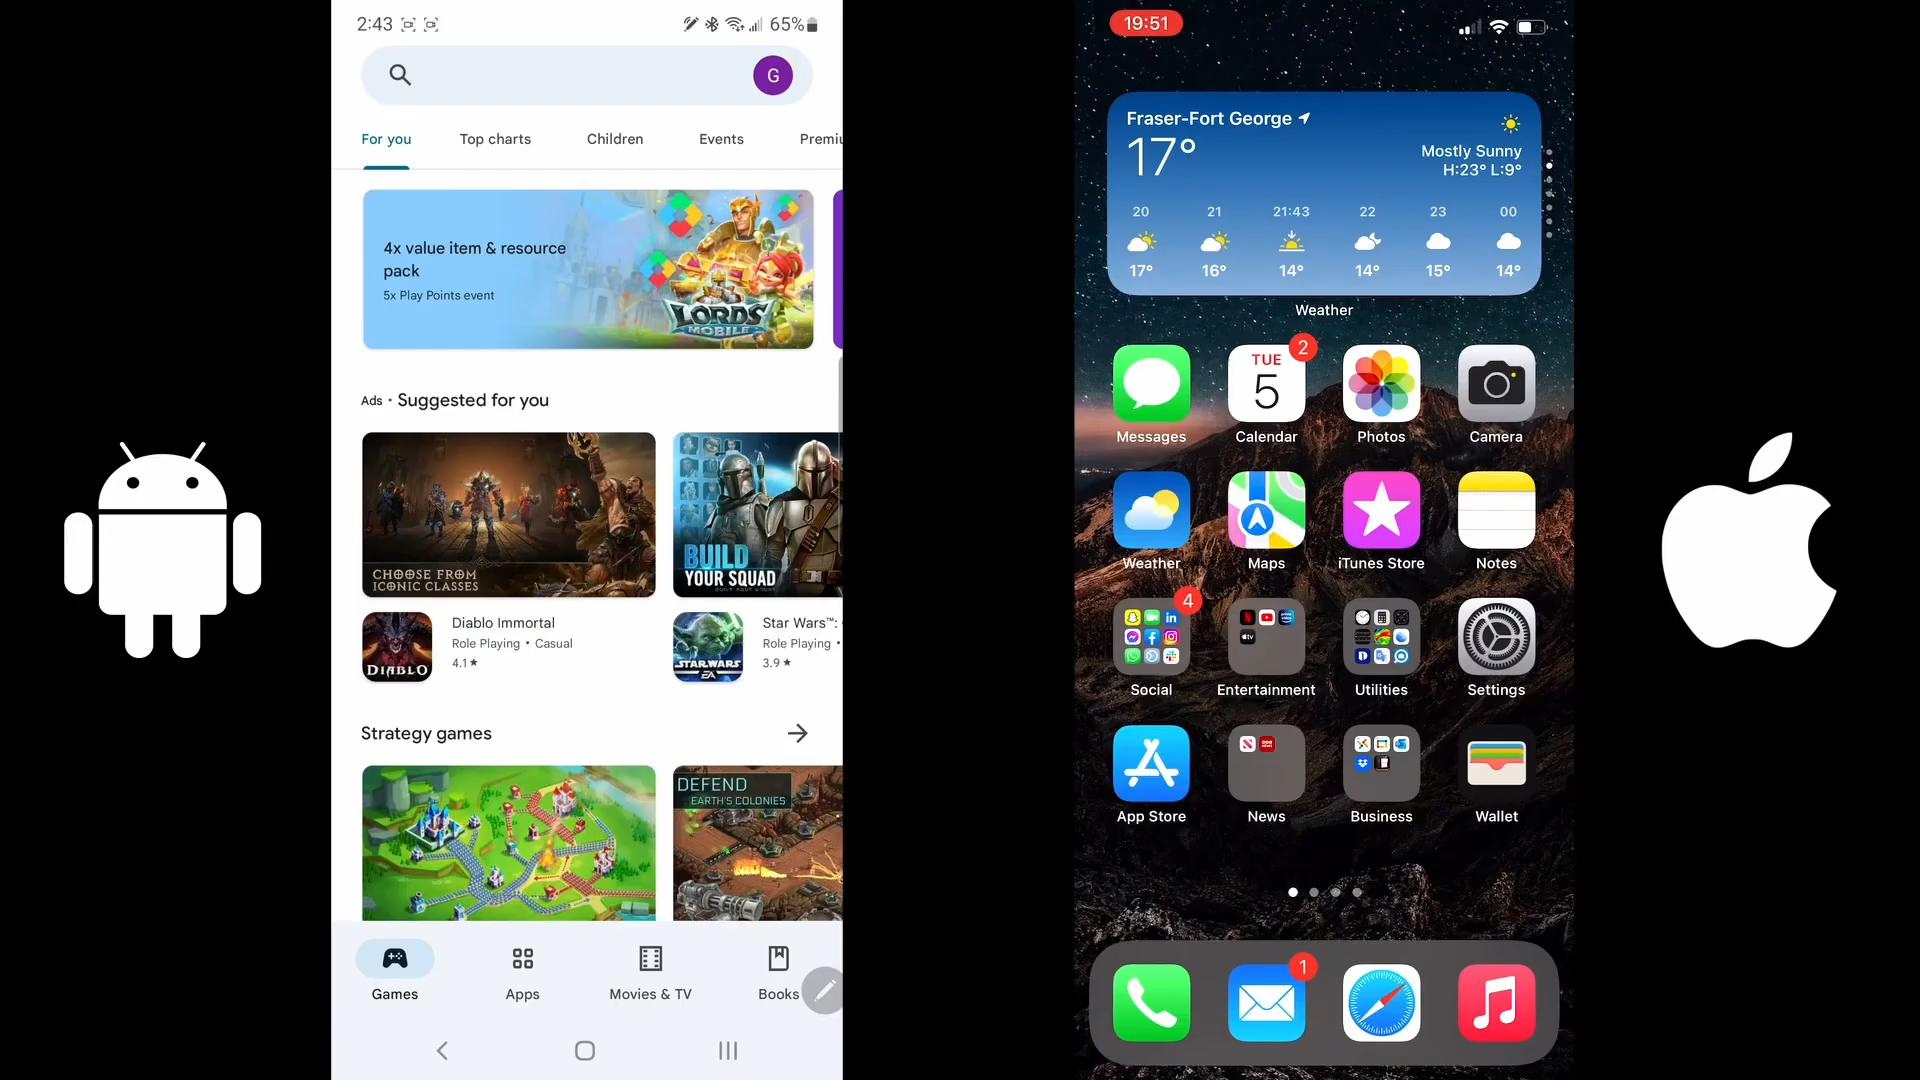 2:43
65%
G
For you
Top charts
Children
Events
Premiu
4x value item & resource
pack
5x Play Points event
LORDS
MOBILE
Ads • Suggested for you
CHOOSE FROM
ICONIC CLASSES
BUILD
YOUR SQUAD
DIABLO
Diablo Immortal
Role Playing • Casual
4.1★
STAR WARS
EA
Star Wars™:
Role Playing •
3.9★
Strategy games
DEFEND
EARTH'S COLONIES
Games
Apps
Movies & TV
Books
19:51
Fraser-Fort George
17°
Mostly Sunny
H:23° L:9°
20
21
21:43
22
23
00
17°
16°
14°
14°
15°
14°
Weather
TUE
5
2
Messages
Calendar
Photos
Camera
Weather
Maps
iTunes Store
Notes
4
Social
Entertainment
Utilities
Settings
App Store
News
Business
Wallet
1